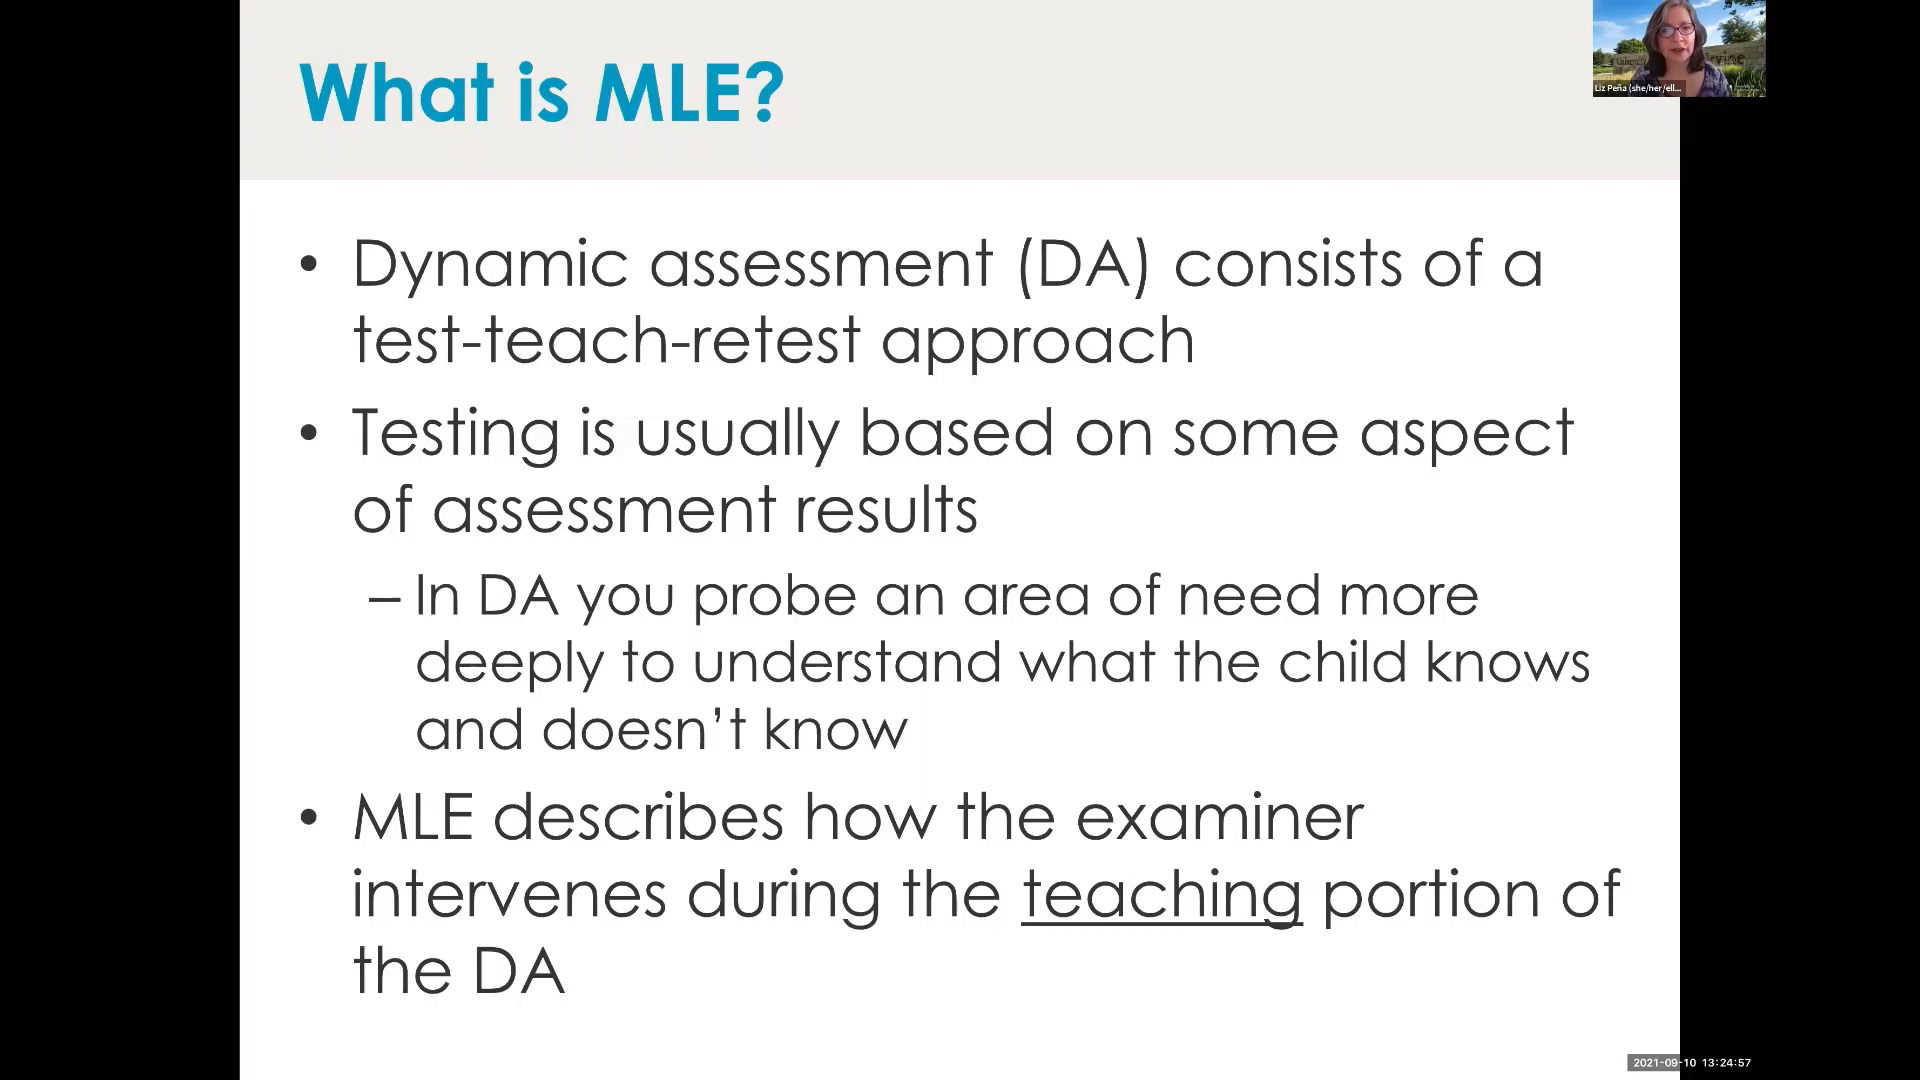 What is MLE?
Liz Peña (she/her/ell...
• Dynamic assessment (DA) consists of a
test-teach-retest approach
• Testing is usually based on some aspect
of assessment results
– In DA you probe an area of need more
deeply to understand what the child knows
and doesn’t know
• MLE describes how the examiner
intervenes during the teaching portion of
the DA
2021-09-10 13:24:57